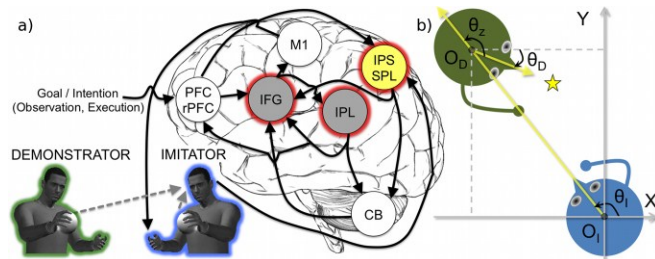 a)
M1
IPS
SPL
Goal / Intention
(Observation, Execution)
PFC
rPFC
IFG
IPL
DEMONSTRATOR
IMITATOR
CB
b)
Y
θz
OD
θD
θI
X
OI